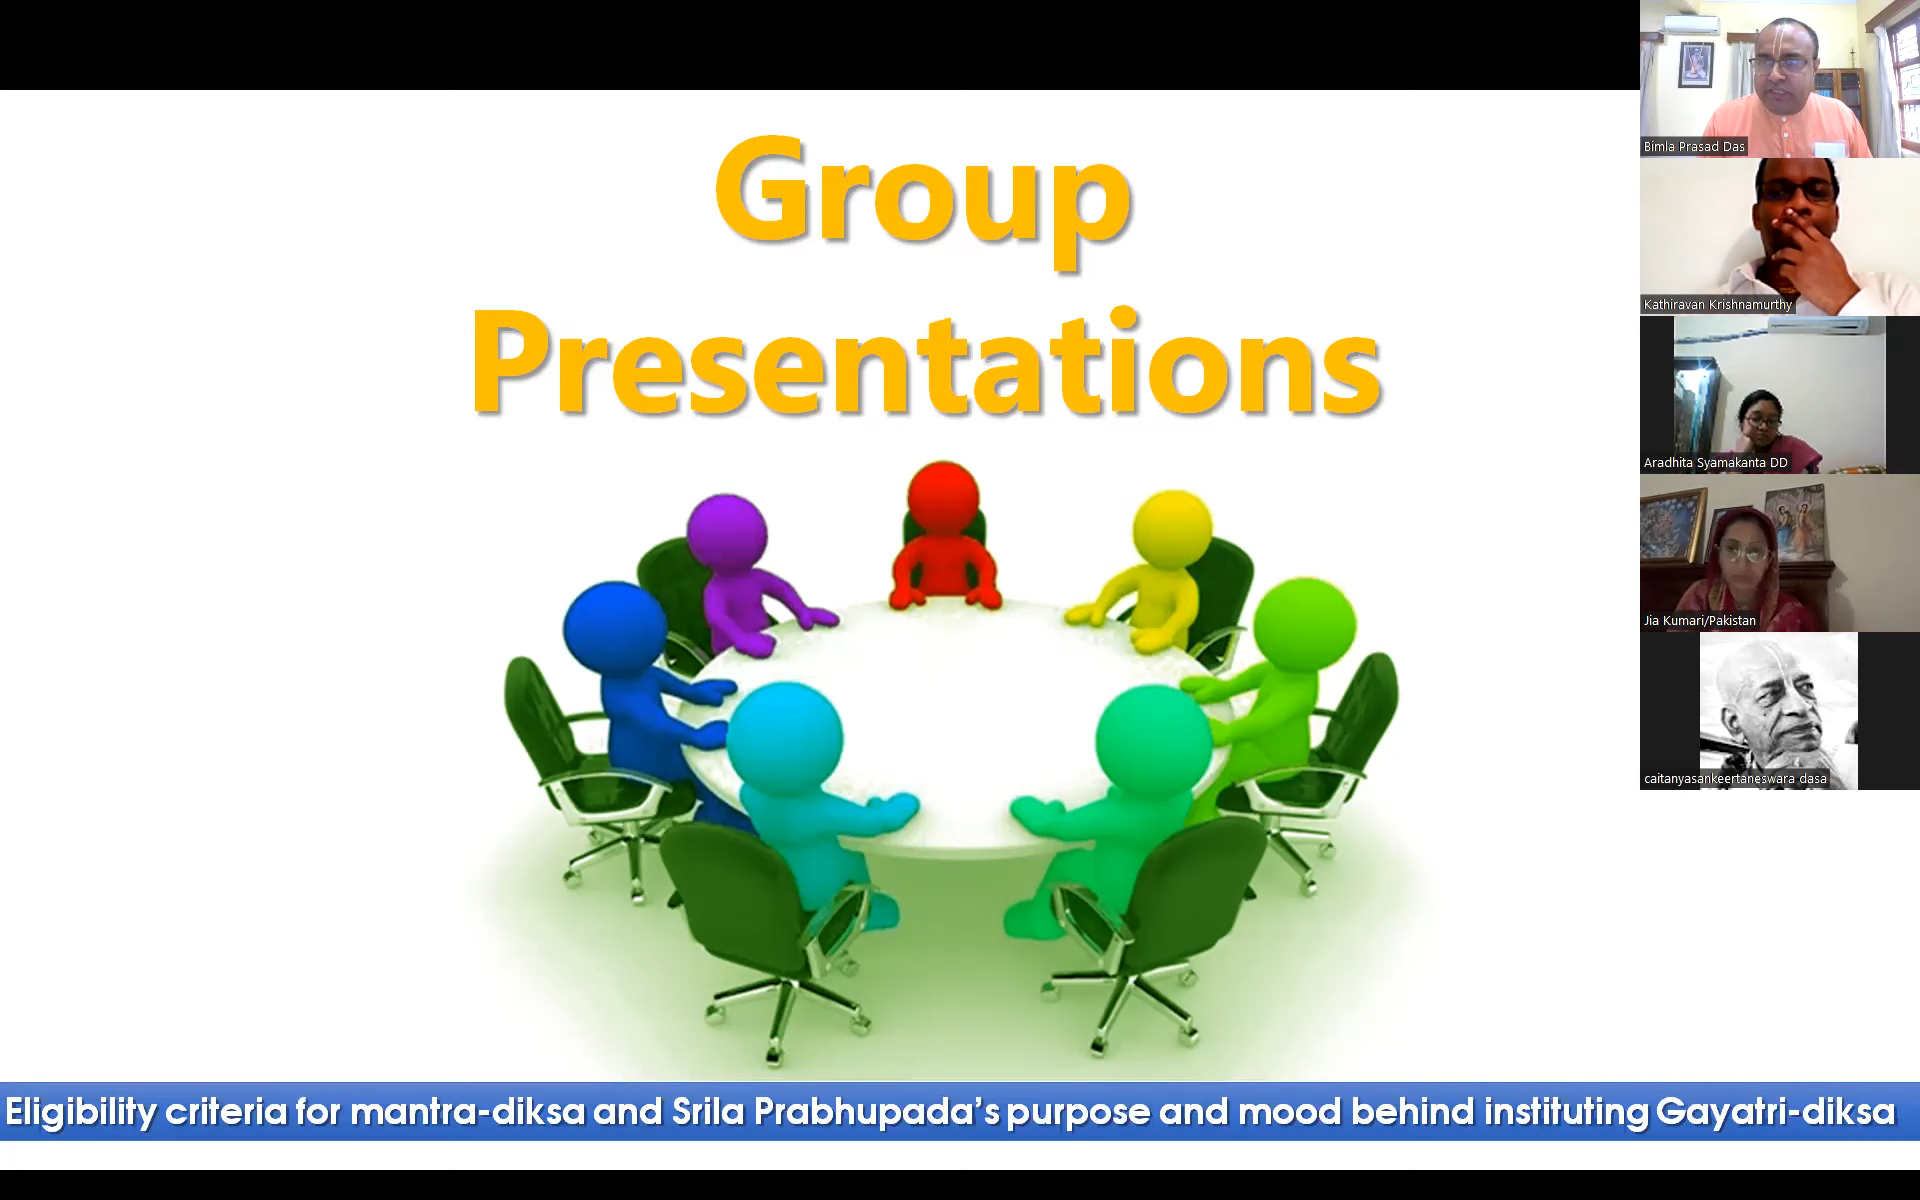 Group
Presentations
Eligibility criteria for mantra-diksa and Srila Prabhupada's purpose and mood behind instituting Gayatri-diksa
Bimla Prasad Das
Kathiravan Krishnamurthy
Aradhita Syamakanta DD
Jia Kumari/Pakistan
caitanyasankeertaneswara dasa